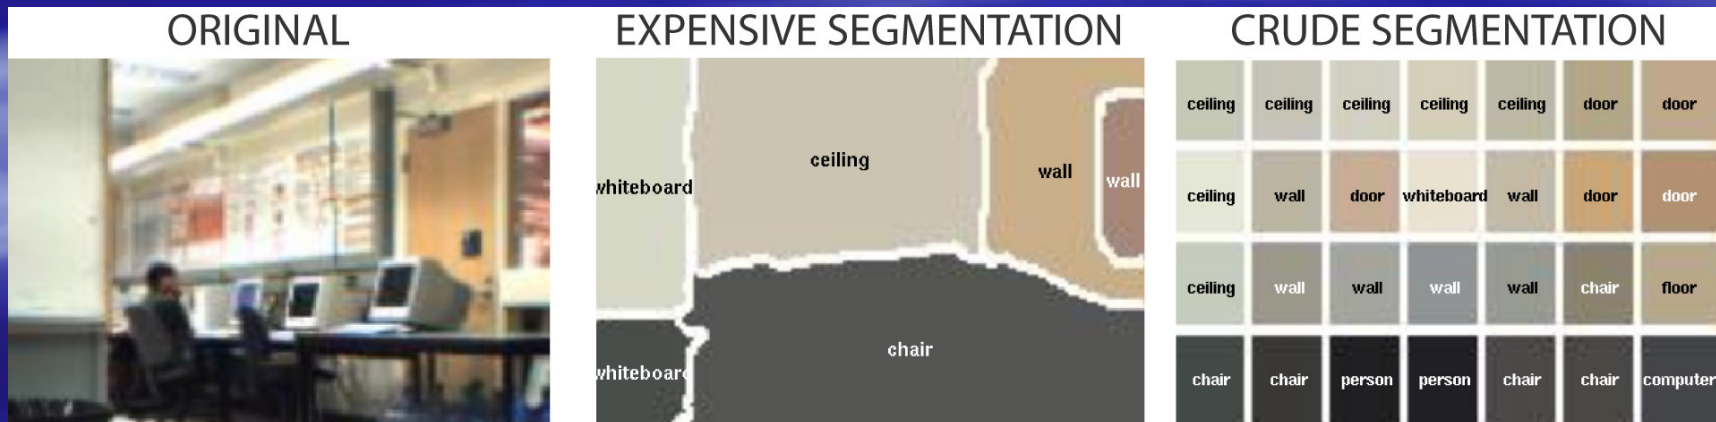 ORIGINAL
EXPENSIVE SEGMENTATION
CRUDE SEGMENTATION
whiteboard
ceiling
wall
wall
whiteboard
chair
ceiling ceiling ceiling ceiling ceiling door door
ceiling wall door whiteboard wall door door
ceiling wall wall wall wall chair floor
chair chair person person chair chair computer